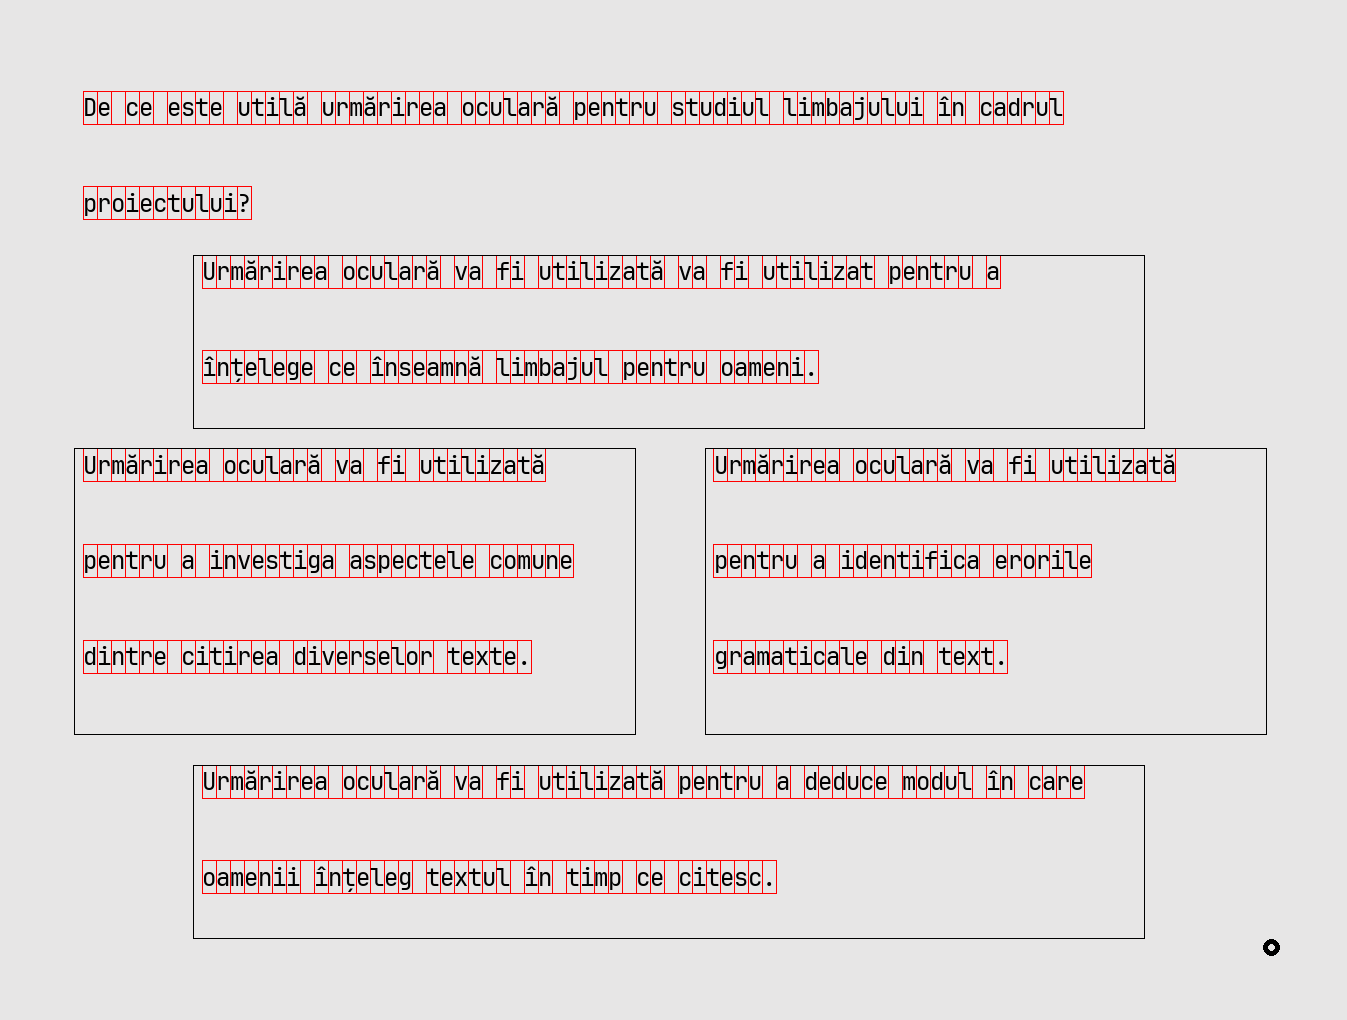 De ce este utilă urmărirea oculară pentru studiul limbajului în cadrul
proiectului?
Urmărirea oculară va fi utilizată va fi utilizat pentru a
înțelege ce înseamnă limbajul pentru oameni.
Urmărirea oculară va fi utilizată
pentru a investiga aspectele comune
dintre citirea diverselor texte.
Urmărirea oculară va fi utilizată
pentru a identifica erorile
gramaticale din text.
Urmărirea oculară va fi utilizată pentru a deduce modul în care
oamenii înțeleg textul în timp ce citesc.